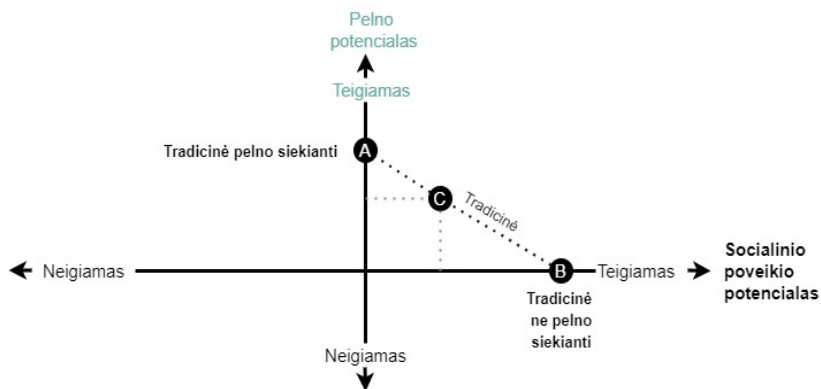 Pelno
potencialas
Teigiamas
Tradicinė pelno siekianti
A
C
Tradicinė
Neigiamas
B
Teigiamas
Socialinio
poveikio
potencialas
Tradicinė
ne pelno
siekianti
Neigiamas